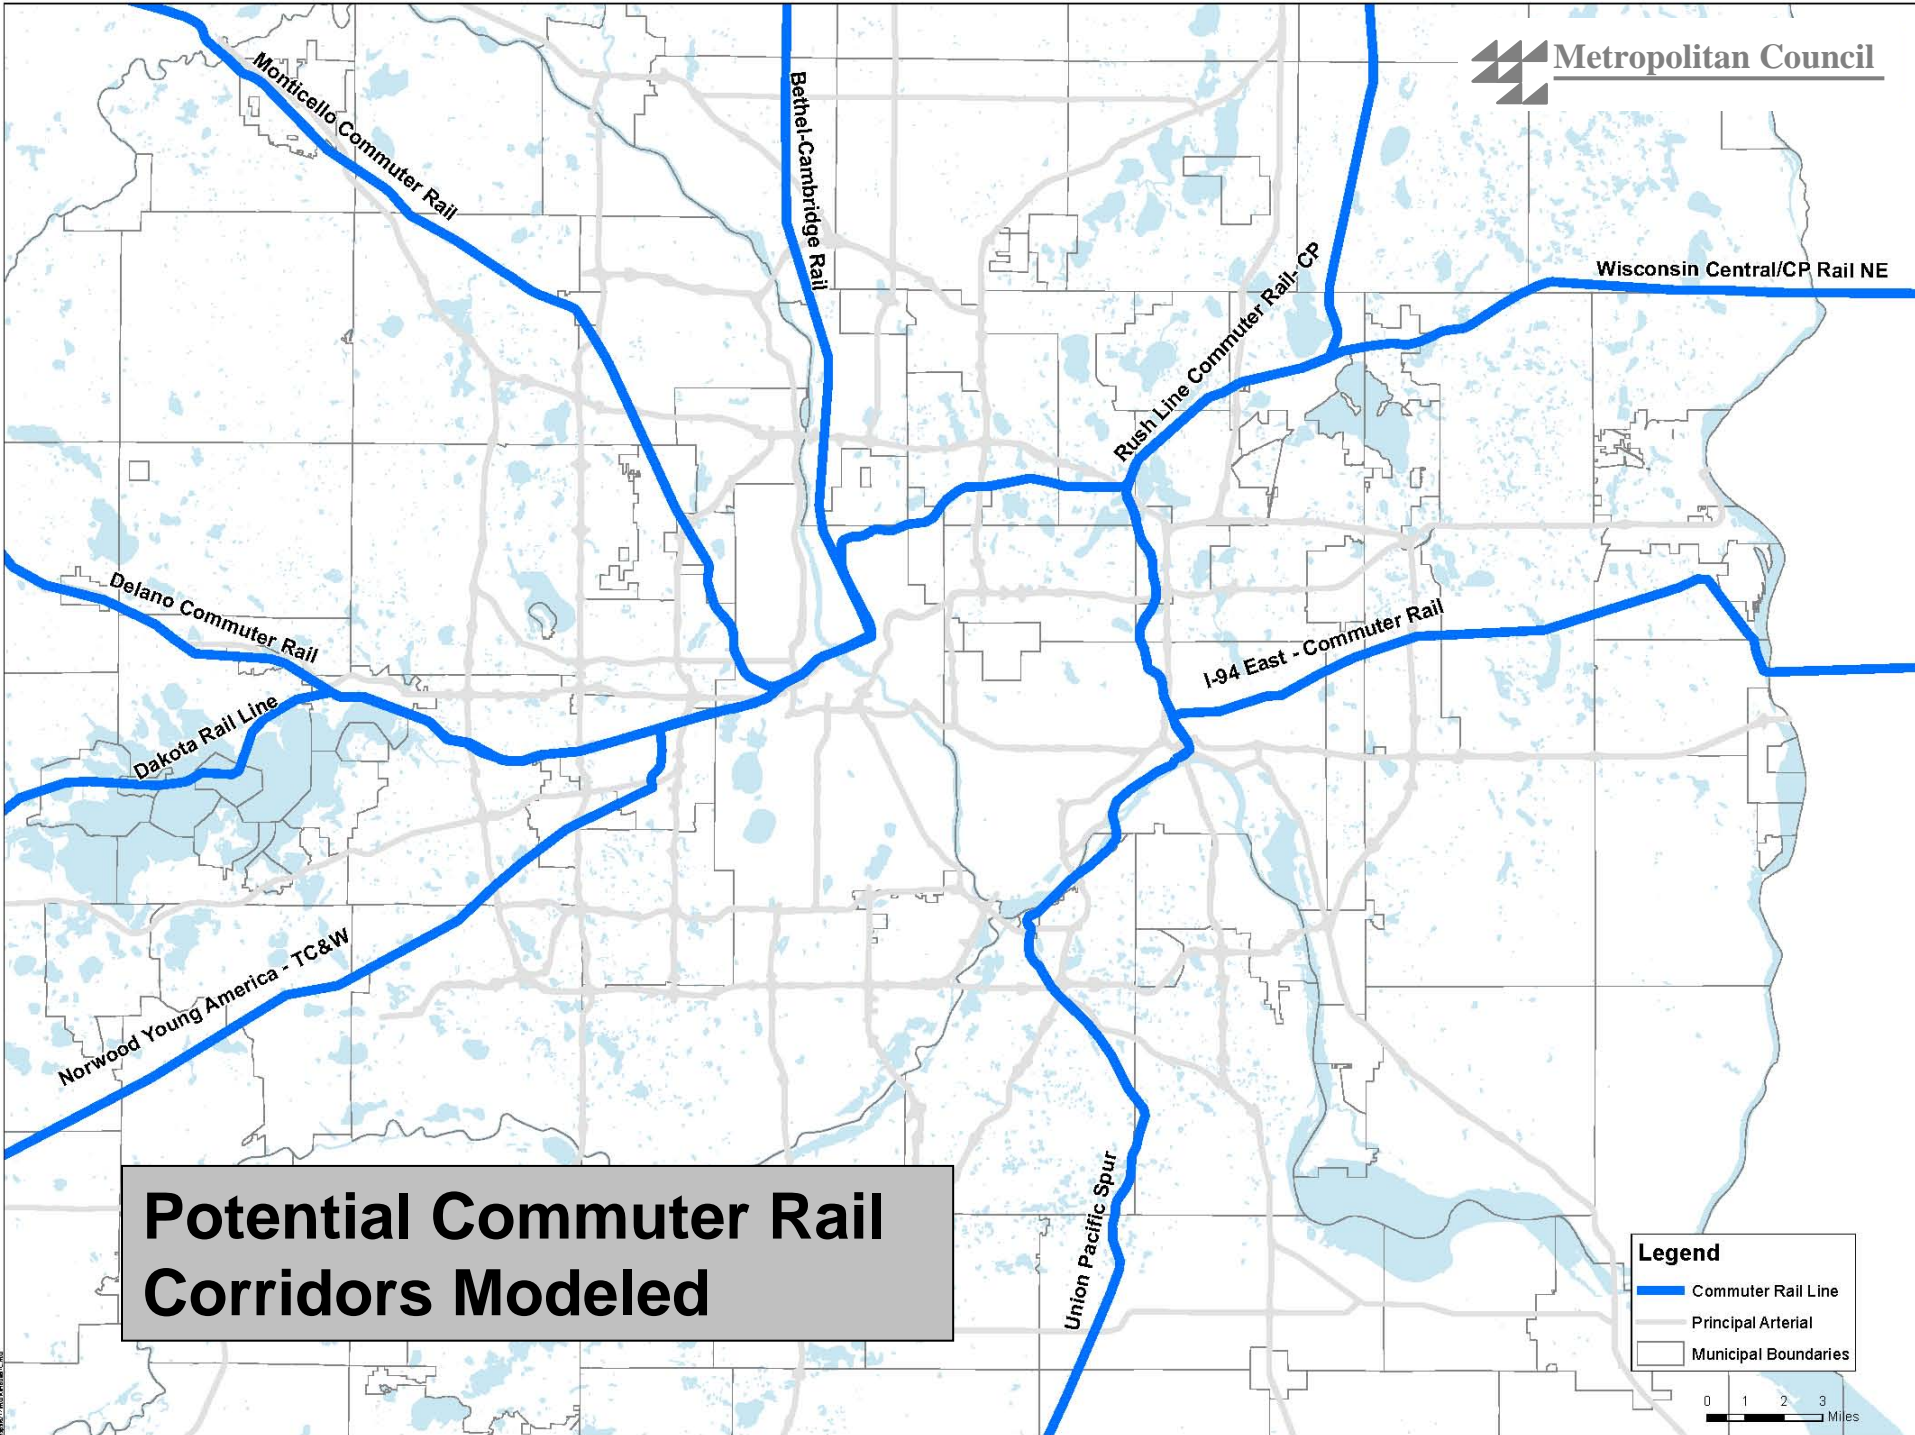 Metropolitan Council
Monticello Commuter Rail
Bethel-Cambridge Rail
Rush Line Commuter Rail- CP
Wisconsin Central/CP Rail NE
Delano Commuter Rail
Dakota Rail Line
I-94 East - Commuter Rail
Norwood Young America - TC&W
Union Pacific Spur
Potential Commuter Rail
Corridors Modeled
Legend
Commuter Rail Line
Principal Arterial
Municipal Boundaries
0 1 2 3
Miles